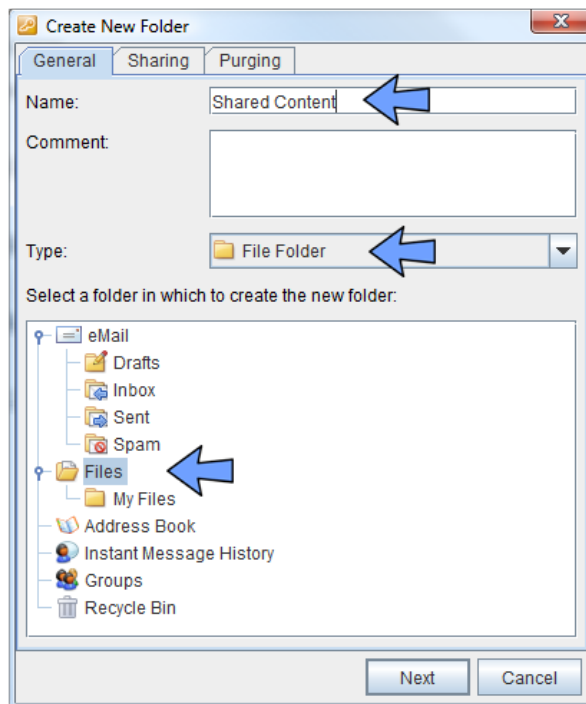 Create New Folder
General Sharing Purging
Name: Shared Content
Comment:
Type: File Folder
Select a folder in which to create the new folder:
eMail
Drafts
Inbox
Sent
Spam
Files
My Files
Address Book
Instant Message History
Groups
Recycle Bin
Next Cancel